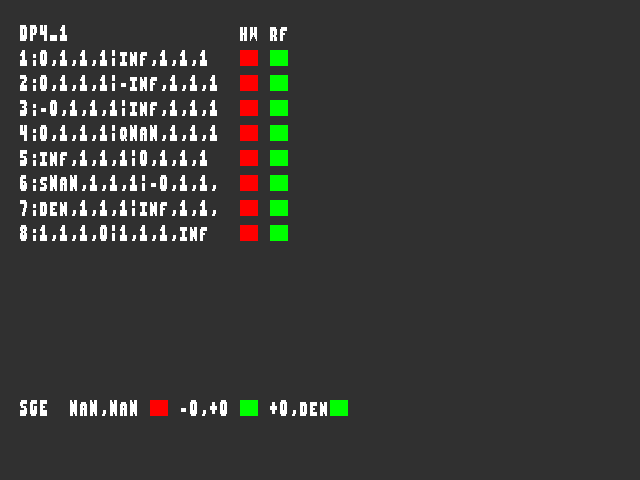 DP4_1 HW RF
1:0,1,1,1¦INF,1,1,1
2:0,1,1,1¦-INF,1,1,1
3:-0,1,1,1¦INF,1,1,1
4:0,1,1,1¦QNAN,1,1,1
5:INF,1,1,1¦0,1,1,1
6:SNAN,1,1,1¦-0,1,1,
7:DEN,1,1,1¦INF,1,1,
8:1,1,1,0¦1,1,1,INF
SGE NAN,NAN -0,+0 +0,DEN